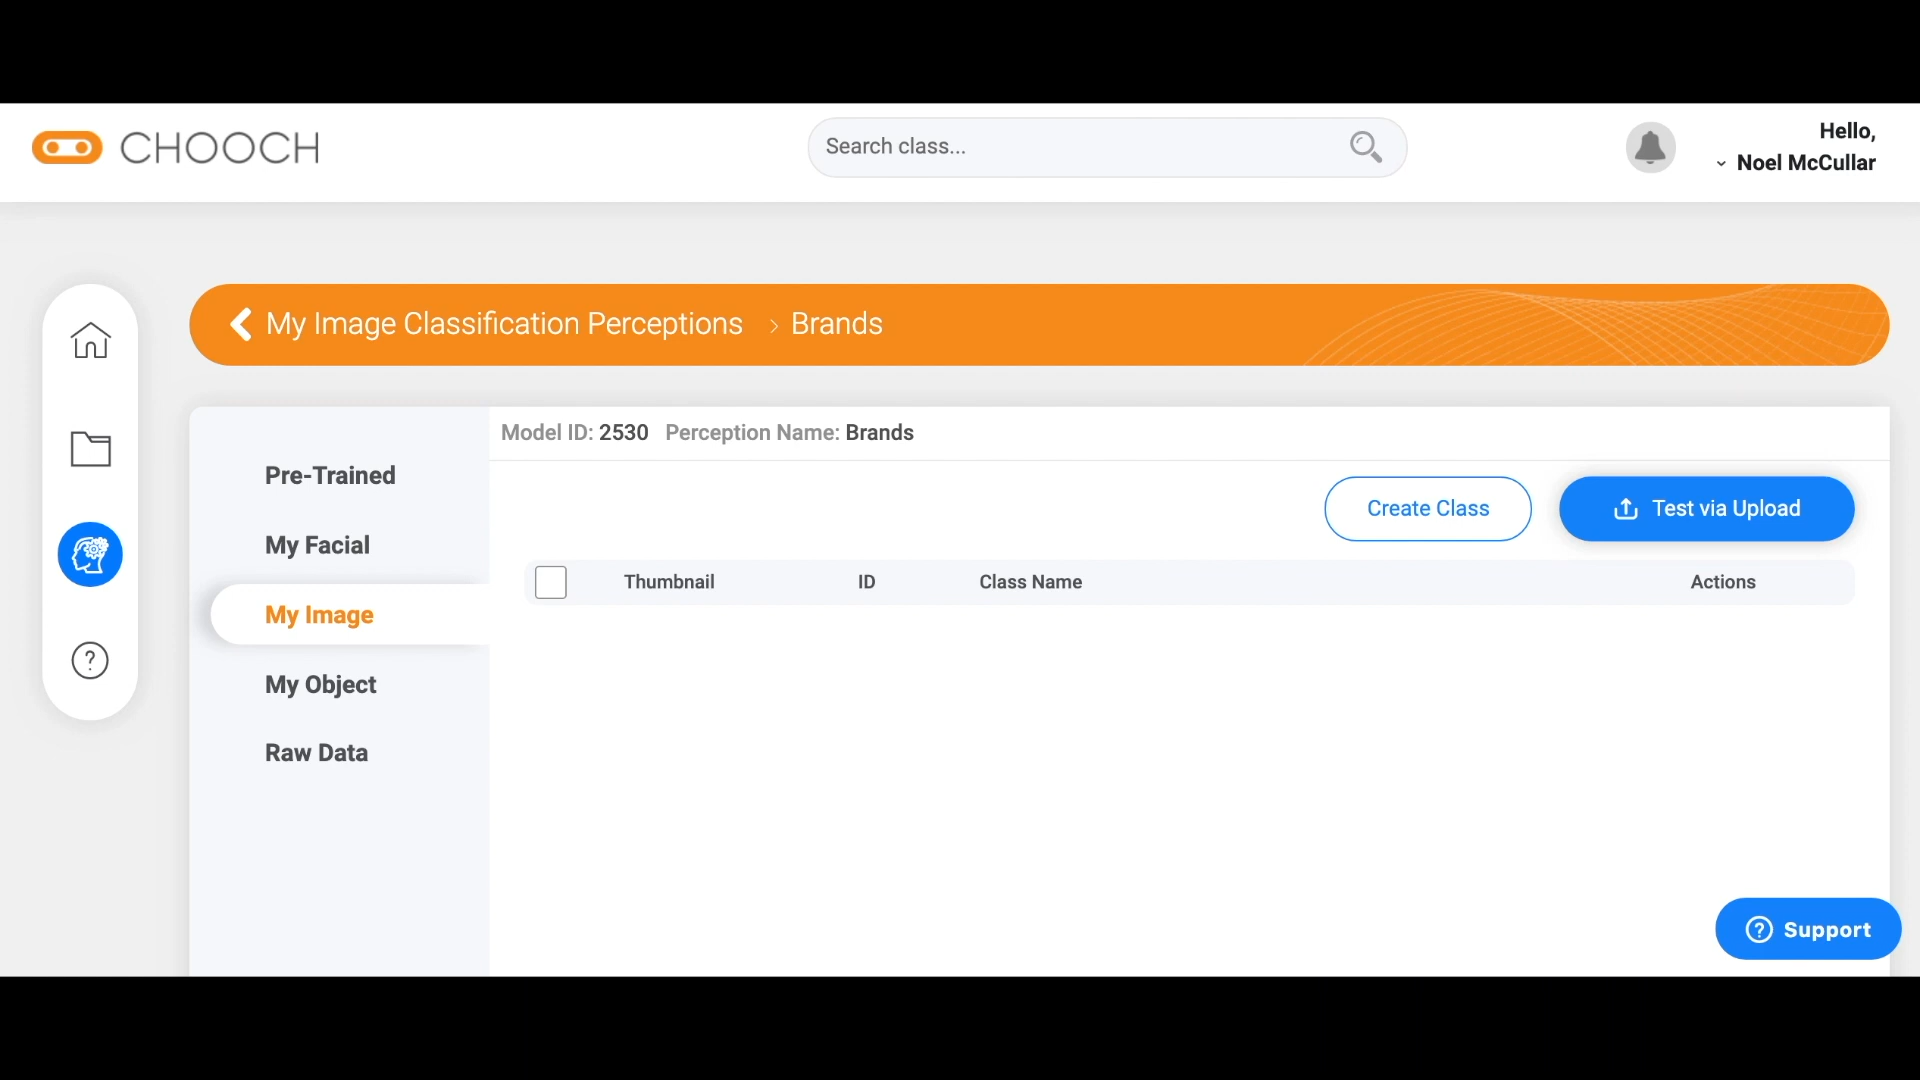 CHOOCH
Search class...
Hello,
Noel McCullar
My Image Classification Perceptions > Brands
Model ID: 2530 Perception Name: Brands
Pre-Trained
My Facial
My Image
My Object
Raw Data
Create Class
Test via Upload
Thumbnail ID Class Name Actions
? Support